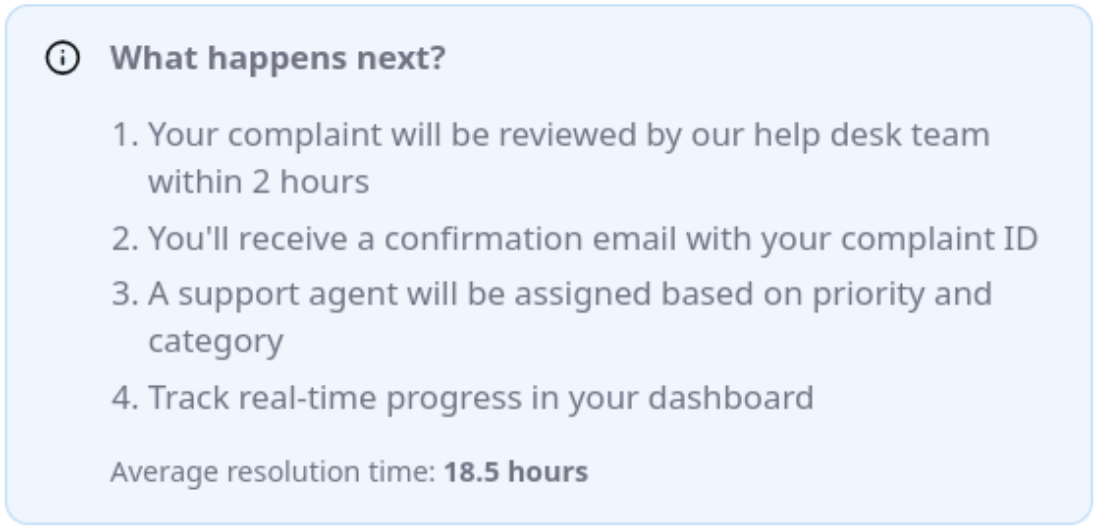 What happens next?
1. Your complaint will be reviewed by our help desk team
within 2 hours
2. You'll receive a confirmation email with your complaint ID
3. A support agent will be assigned based on priority and
category
4. Track real-time progress in your dashboard
Average resolution time: 18.5 hours